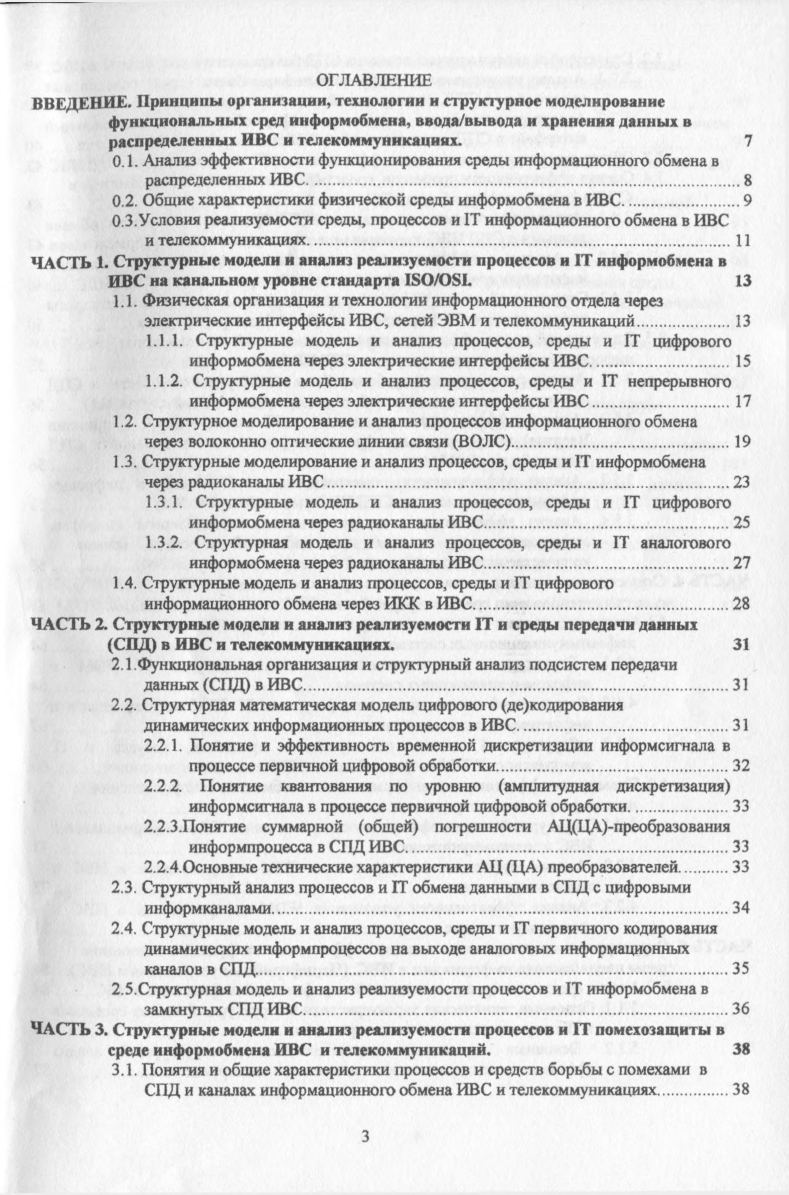 ОГЛАВЛЕНИЕ
ВВЕДЕНИЕ. Принципы организации, технологии и структурное моделирование
функциональных сред информобмена, ввода/вывода и хранения данных в
распределенных ИВС и телекоммуникациях. 7
0.1. Анализ эффективности функционирования среды информационного обмена в
распределенных ИВС. 8
0.2. Общие характеристики физической среды информобмена в ИВС. 9
0.3.Условия реализуемости среды, процессов и IT информационного обмена в ИВС
и телекоммуникациях. 11
ЧАСТЬ 1. Структурные модели и анализ реализуемости процессов и IT информобмена в
ИВС на канальном уровне стандарта ISO/OSI. 13
1.1. Физическая организация и технологии информационного отдела через
электрические интерфейсы ИВС, сетей ЭВМ и телекоммуникаций 13
1.1.1. Структурные модель и анализ процессов, среды и IT цифрового
информобмена через электрические интерфейсы ИВС. 15
1.1.2. Структурные модель и анализ процессов, среды и IT непрерывного
информобмена через электрические интерфейсы ИВС 17
1.2. Структурное моделирование и анализ процессов информационного обмена
через волоконно оптические линии связи (ВОЛС) 19
1.3. Структурные моделирование и анализ процессов, среды и IT информобмена
через радиоканалы ИВС 23
1.3.1. Структурные модель и анализ процессов, среды и IT цифрового
информобмена через радиоканалы ИВС. 25
1.3.2. Структурная модель и анализ процессов, среды и IT аналогового
информобмена через радиоканалы ИВС. 27
1.4. Структурные модель и анализ процессов, среды и IT цифрового
информационного обмена через ИКК в ИВС. 28
ЧАСТЬ 2. Структурные модели и анализ реализуемости IT и среды передачи данных
(СПД) в ИВС и телекоммуникациях. 31
2.1.Функциональная организация и структурный анализ подсистем передачи
данных (СПД) в ИВС. 31
2.2. Структурная математическая модель цифрового (де)кодирования
динамических информационных процессов в ИВС. 31
2.2.1. Понятие и эффективность временной дискретизации информсигнала в
процессе первичной цифровой обработки. 32
2.2.2. Понятие квантования по уровню (амплитудная дискретизация)
информсигнала в процессе первичной цифровой обработки. 33
2.2.3.Понятие суммарной (общей) погрешности АЦ(ЦА)-преобразования
информпроцесса в СПД ИВС. 33
2.2.4.Основные технические характеристики АЦ (ЦА) преобразователей. 33
2.3. Структурный анализ процессов и IT обмена данными в СПД с цифровыми
информканалами. 34
2.4. Структурные модель и анализ процессов, среды и IT первичного кодирования
динамических информпроцессов на выходе аналоговых информационных
каналов в СПД. 35
2.5.Структурная модель и анализ реализуемости процессов и IT информобмена в
замкнутых СПД ИВС. 36
ЧАСТЬ 3. Структурные модели и анализ реализуемости процессов и IT помехозащиты в
среде информобмена ИВС и телекоммуникаций. 38
3.1. Понятия и общие характеристики процессов и средств борьбы с помехами в
СПД и каналах информационного обмена ИВС и телекоммуникациях. 38
3